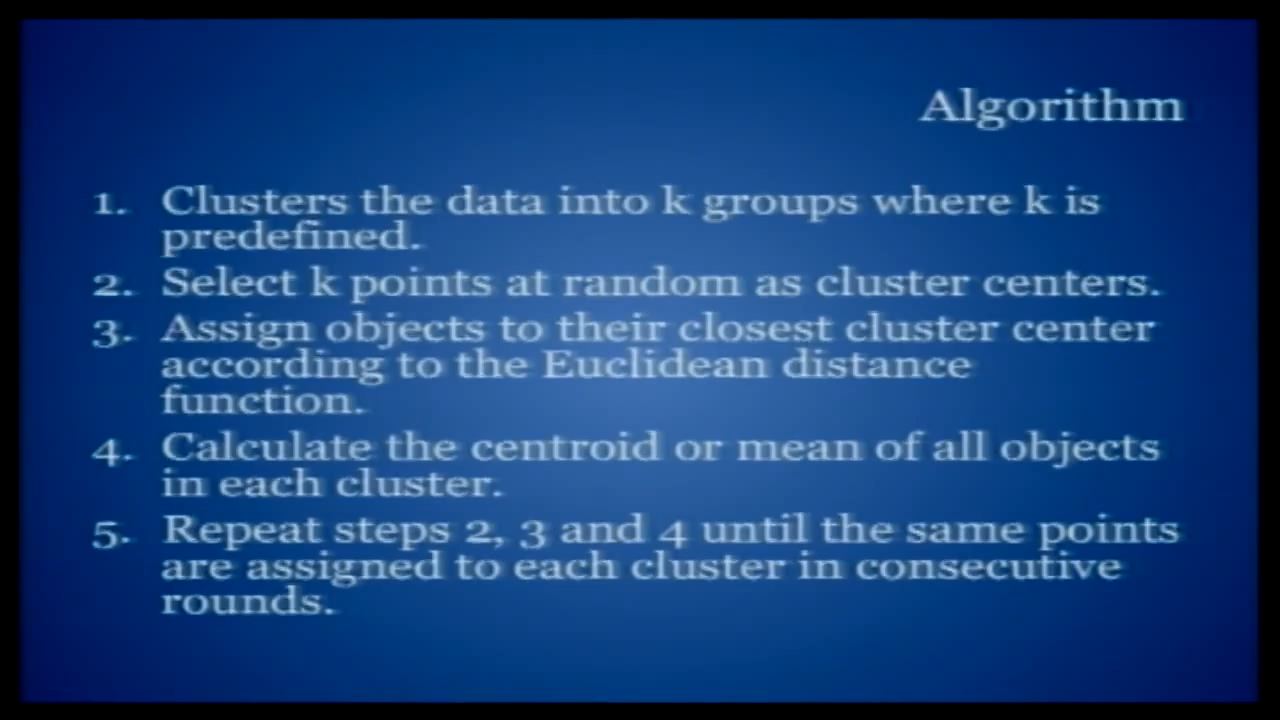 Algorithm
1. Clusters the data into k groups where k is
predefined.
2. Select k points at random as cluster centers.
3. Assign objects to their closest cluster center
according to the Euclidean distance
function.
4. Calculate the centroid or mean of all objects
in each cluster.
5. Repeat steps 2, 3 and 4 until the same points
are assigned to each cluster in consecutive
rounds.